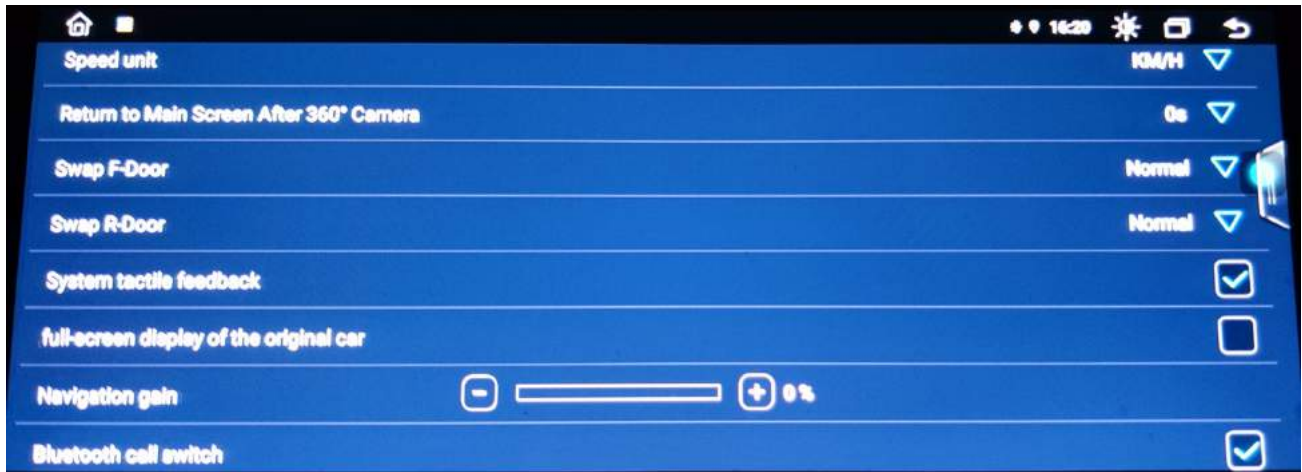 16:20
Speed unit KM/H
Return to Main Screen After 360° Camera 0s
Swap F-Door Normal
Swap R-Door Normal
System tactile feedback
full-screen display of the original car
Navigation gain - + 0 %
Bluetooth call switch